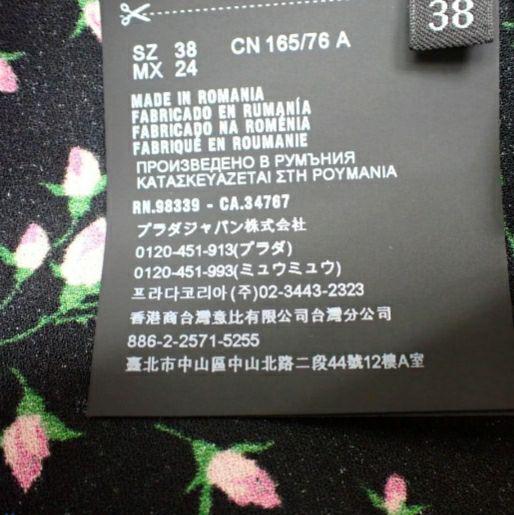 38
SZ 38 CN 165/76 A
MX 24
MADE IN ROMANIA
FABRICADO EN RUMANÍA
FABRICADO NA ROMÉNIA
FABRIQUÉ EN ROUMANIE
ПРОИЗВЕДЕНО В РУМЪНИЯ
ΚΑΤΑΣΚΕΥΑΖΕΤΑΙ ΣΤΗ ΡΟΥΜΑΝΙΑ
RN.98339 - CA.34767
プラダジャパン株式会社
0120-451-913(プラダ)
0120-451-993(ミュウミュウ)
프라다코리아(주)02-3443-2323
香港商台灣意比有限公司台灣分公司
886-2-2571-5255
臺北市中山區中山北路二段44號12樓A室